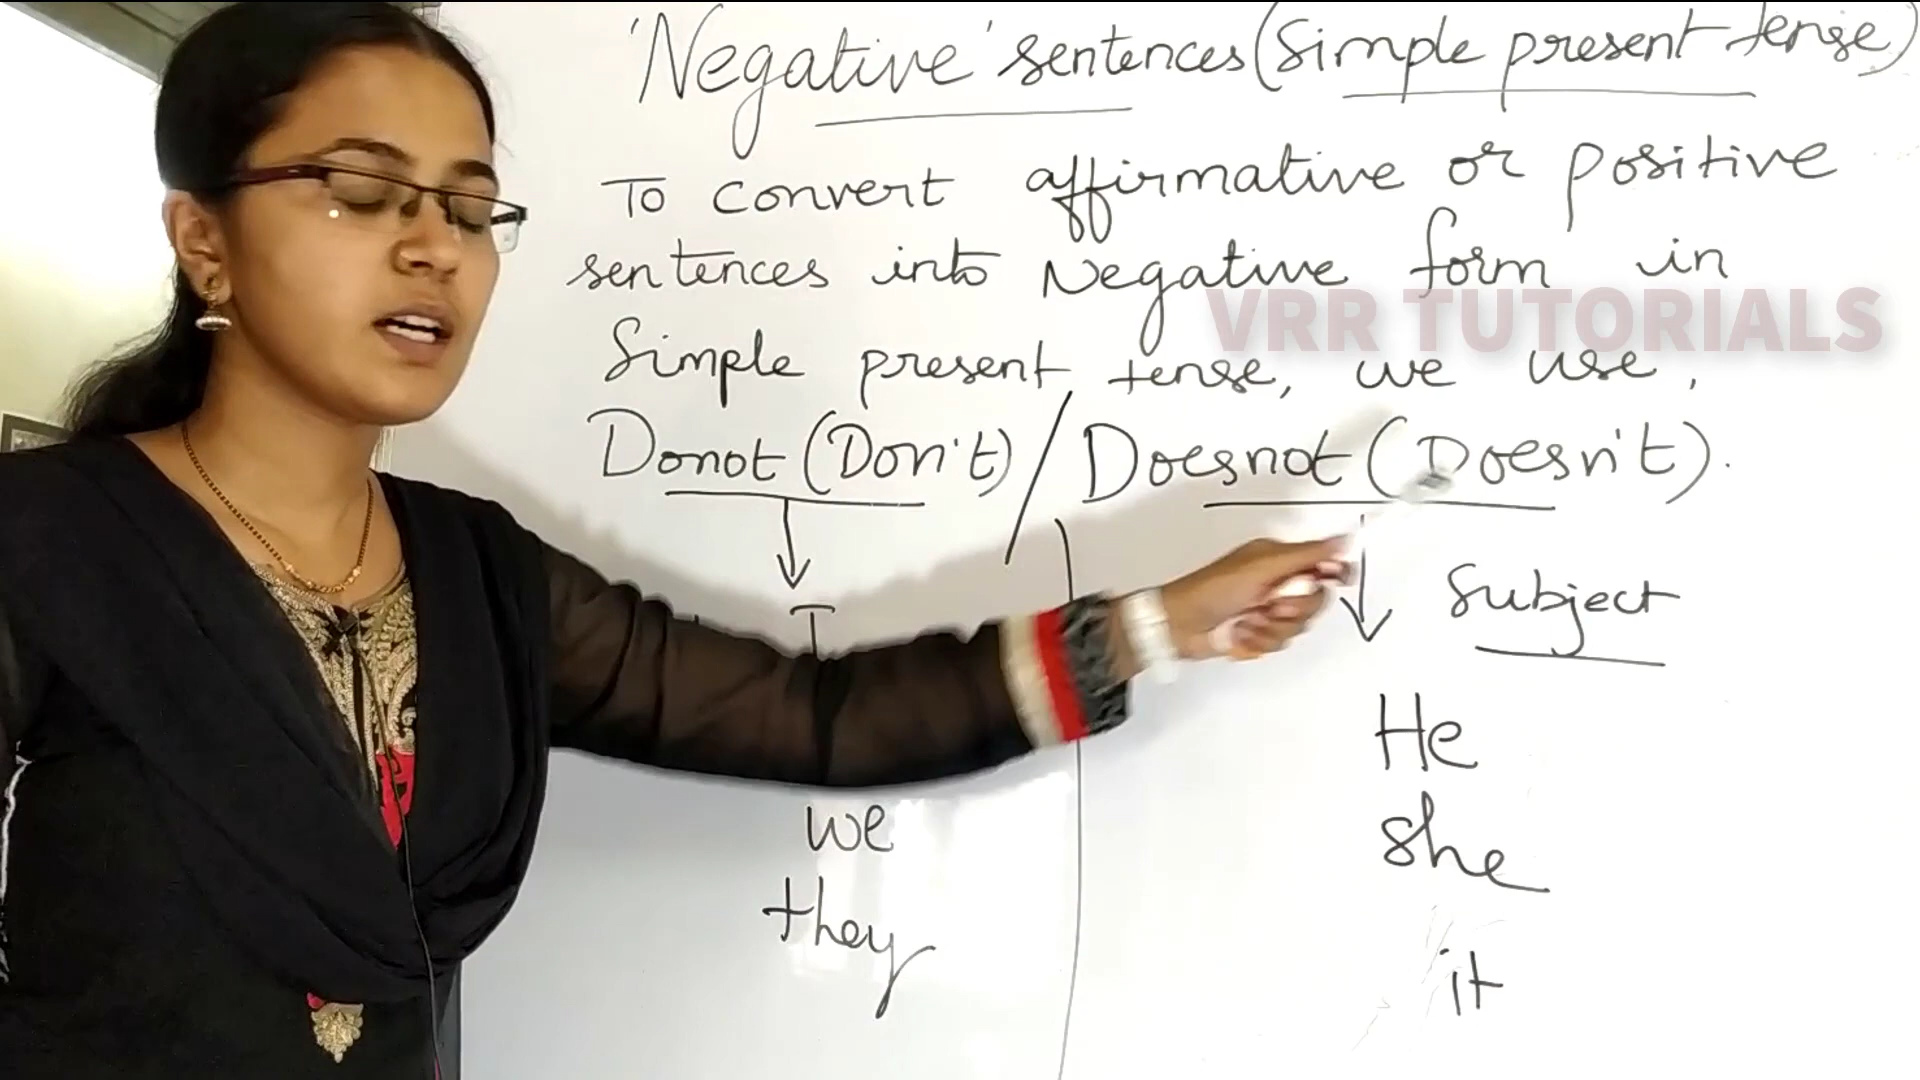 'Negative' sentences (Simple present tense)
To convert affirmative or positive
sentences into Negative form in
VRR TUTORIALS
Simple present tense, we use,
Donot (Don't) / Doesnot (Doesn't).
Subject
I
He
we
she
they
it